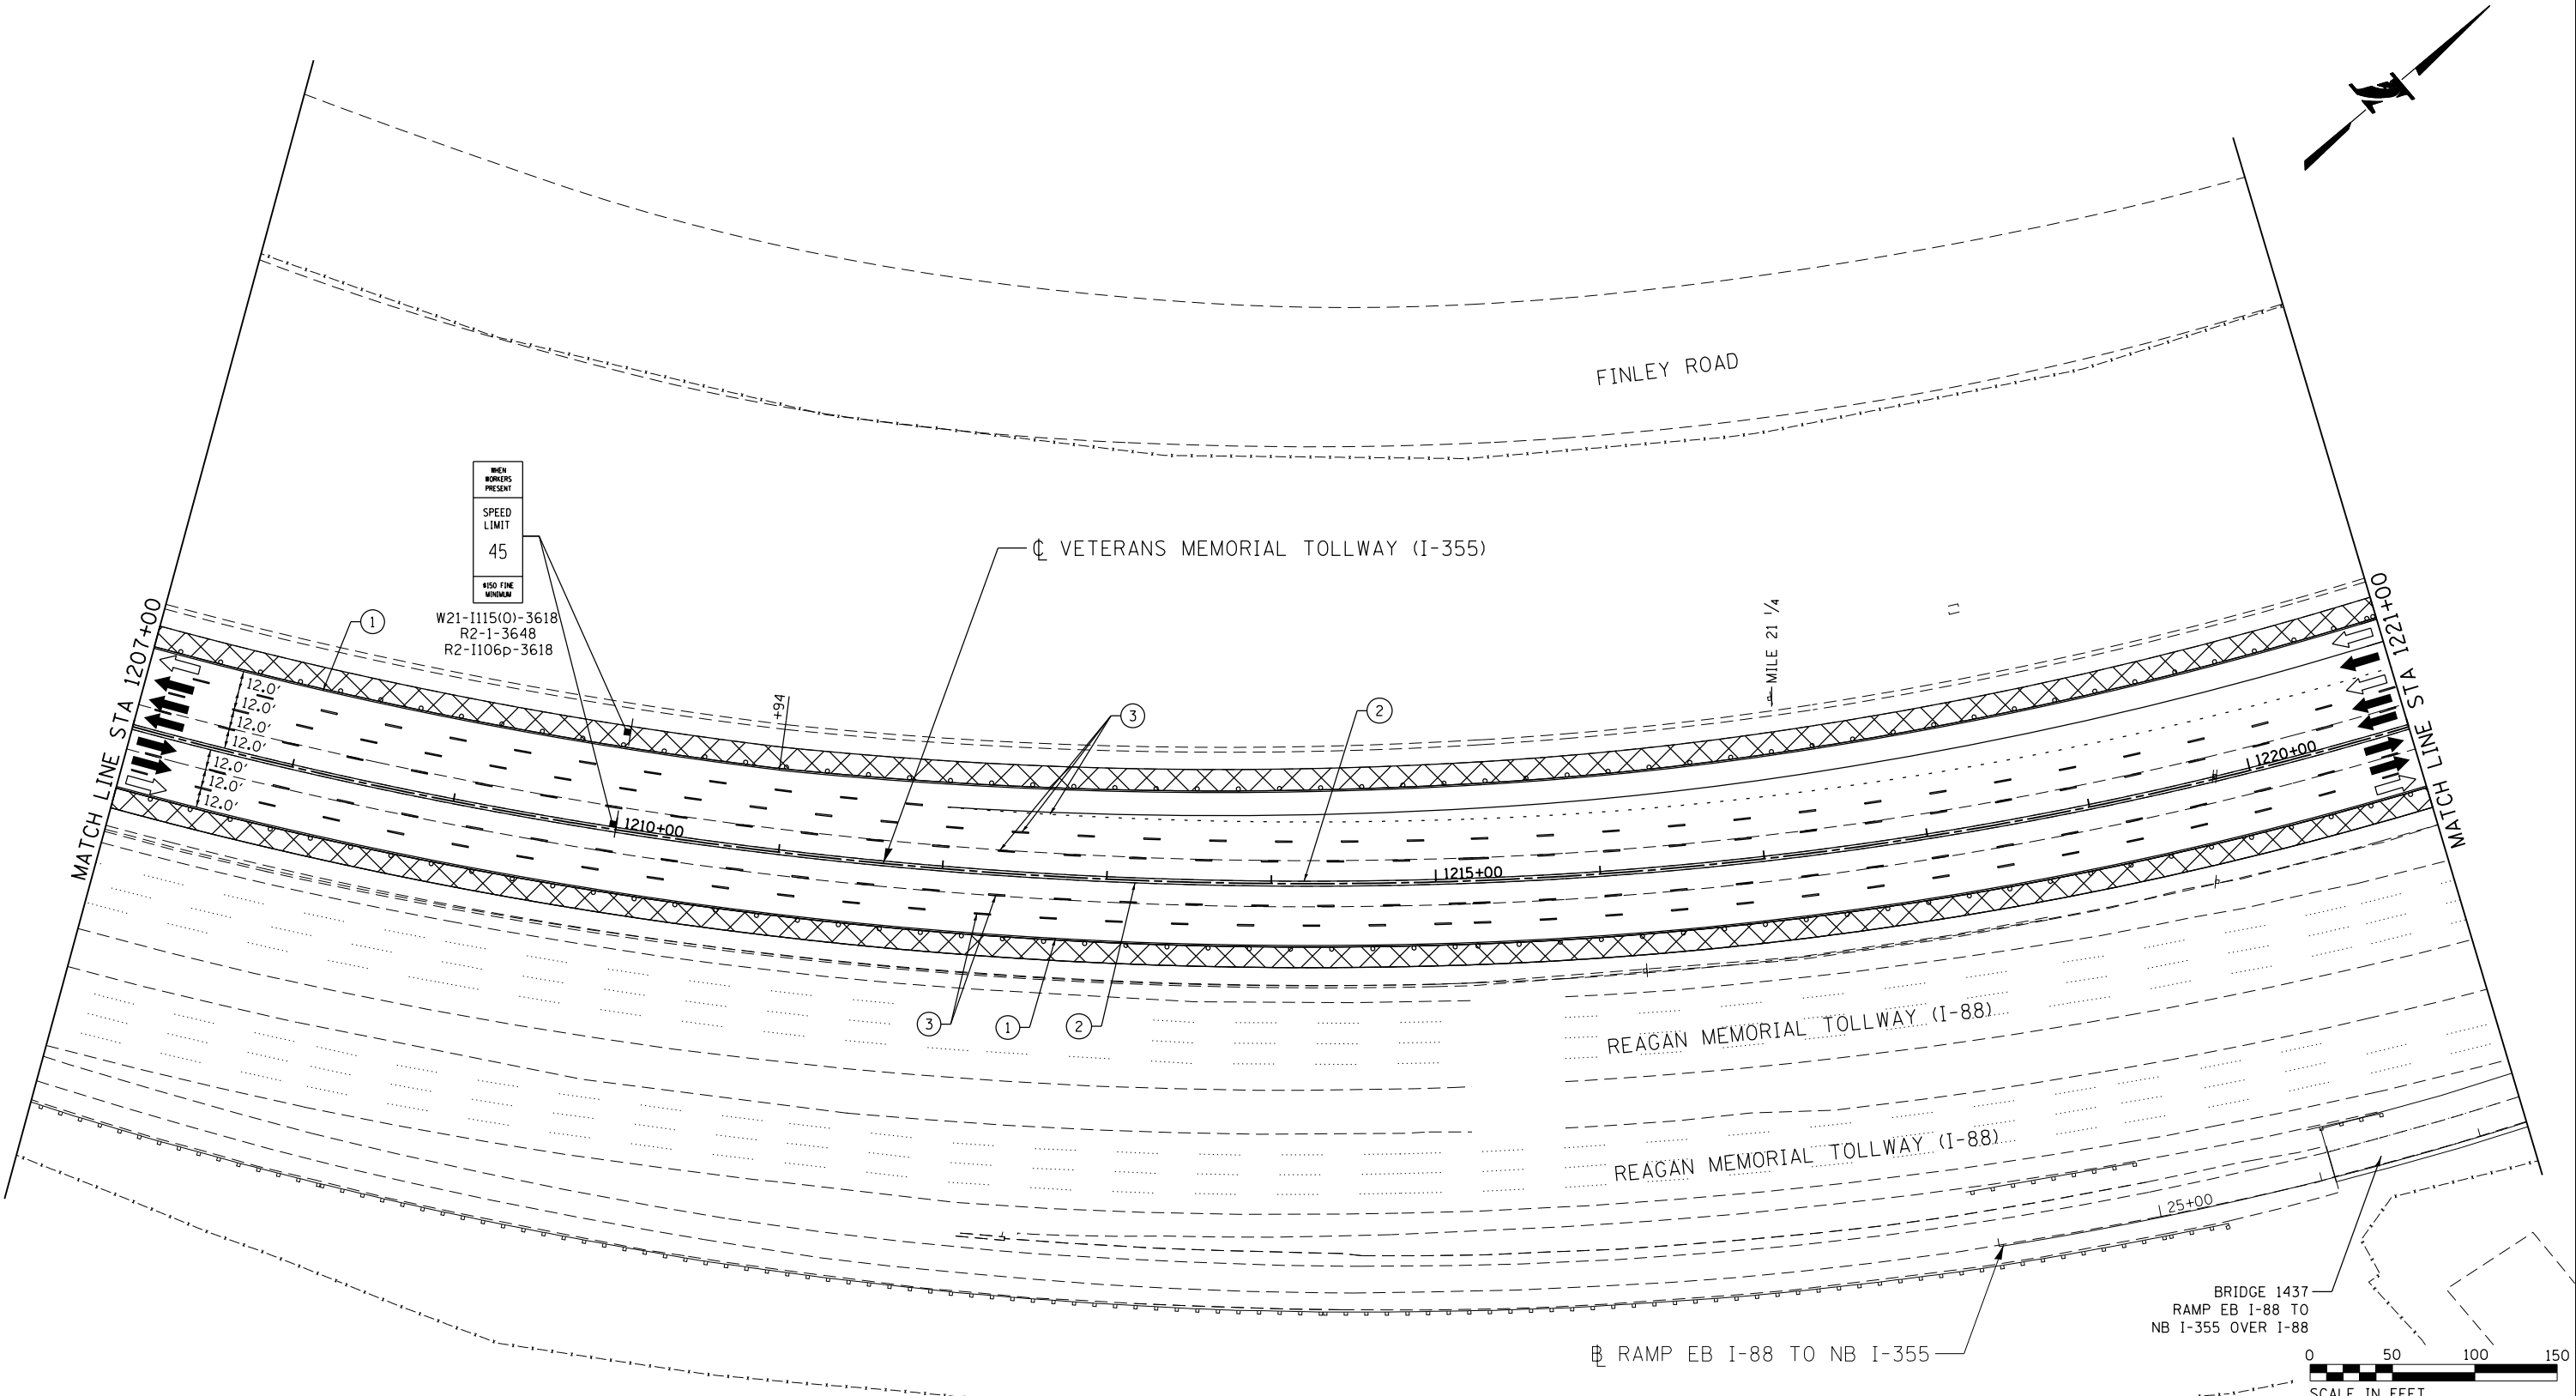 FINLEY ROAD
WHEN
WORKERS
PRESENT
SPEED
LIMIT
45
$150 FINE
MINIMUM
W21-I115(O)-3618
R2-1-3648
R2-I106p-3618
℄ VETERANS MEMORIAL TOLLWAY (I-355)
MATCH LINE STA 1207+00
MATCH LINE STA 1221+00
1
+94
3
2
MILE 21 1/4
12.0'
12.0'
12.0'
12.0'
12.0'
12.0'
12.0'
1210+00
1215+00
1220+00
3
1
2
REAGAN MEMORIAL TOLLWAY (I-88)
REAGAN MEMORIAL TOLLWAY (I-88)
25+00
BRIDGE 1437
RAMP EB I-88 TO
NB I-355 OVER I-88
BL RAMP EB I-88 TO NB I-355
0 50 100 150
SCALE IN FEET